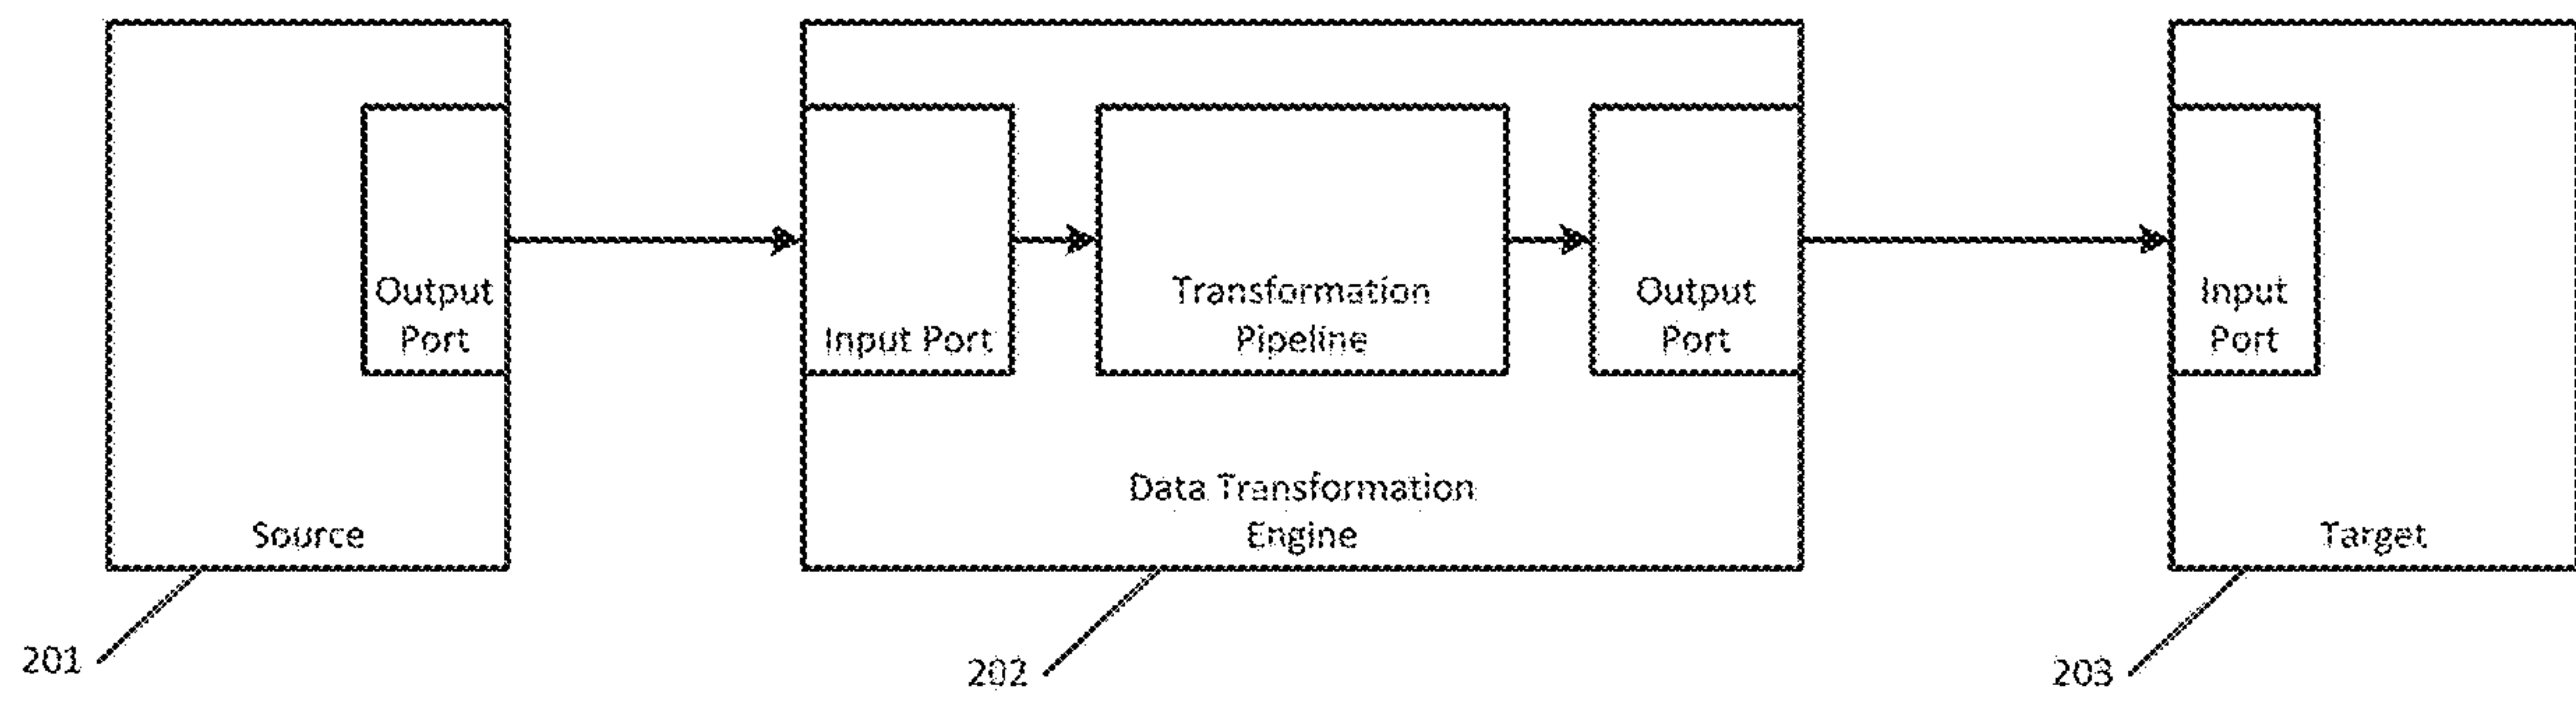 Output
Port
Source
201
Input Port
Transformation
Pipeline
Output
Port
Data Transformation
Engine
202
Input
Port
Target
203